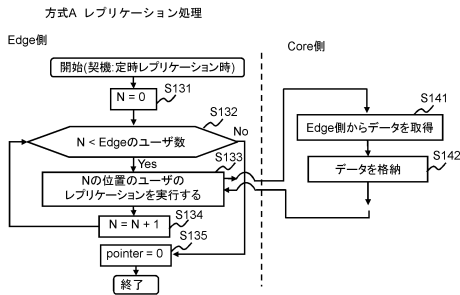 方式A レプリケーション処理
Edge側
Core側
開始(契機:定時レプリケーション時)
S131
N = 0
S132
N < Edgeのユーザ数
No
Yes
S133
Nの位置のユーザの
レプリケーションを実行する
S134
N = N + 1
S135
pointer = 0
終了
S141
Edge側からデータを取得
S142
データを格納